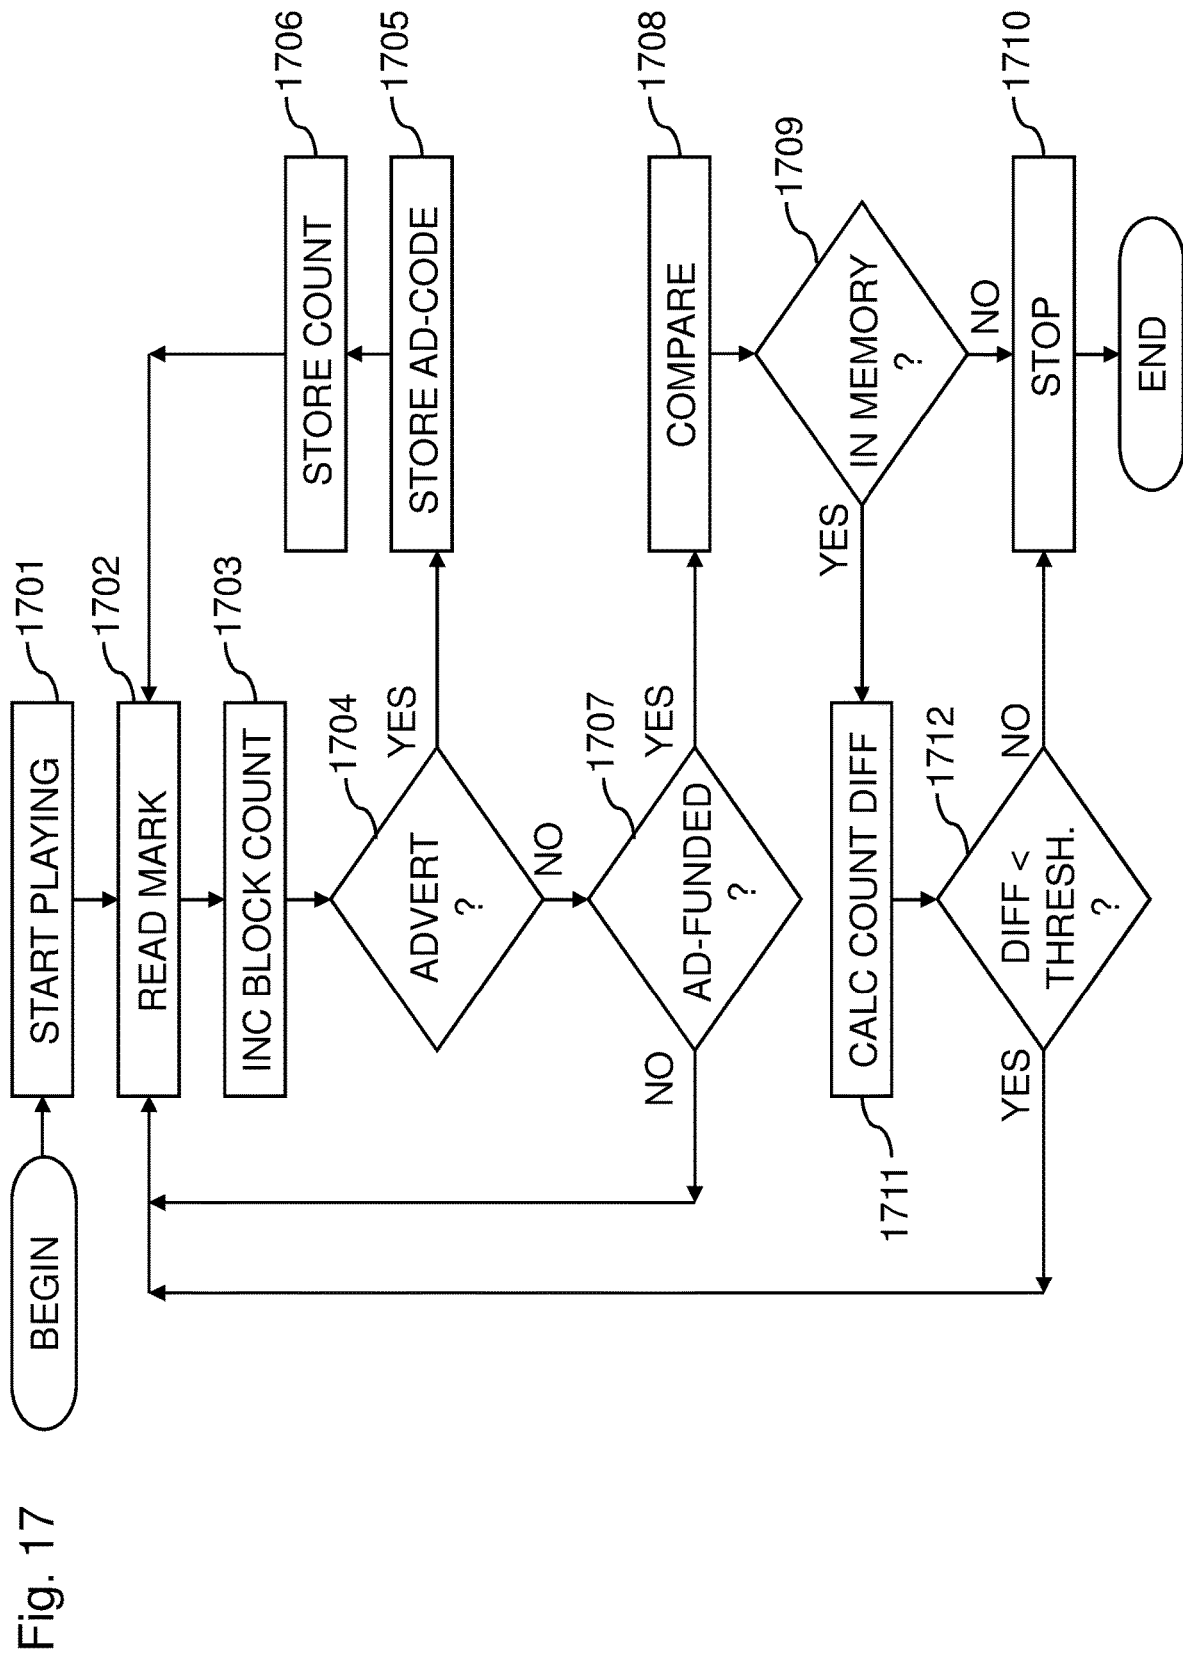 Fig. 17
BEGIN
START PLAYING
1701
READ MARK
1702
INC BLOCK COUNT
1703
ADVERT
?
1704
YES
NO
STORE AD-CODE
1705
STORE COUNT
1706
AD-FUNDED
?
1707
YES
NO
COMPARE
1708
IN MEMORY
?
1709
YES
NO
STOP
1710
END
CALC COUNT DIFF
1711
DIFF <
THRESH.
?
1712
YES
NO